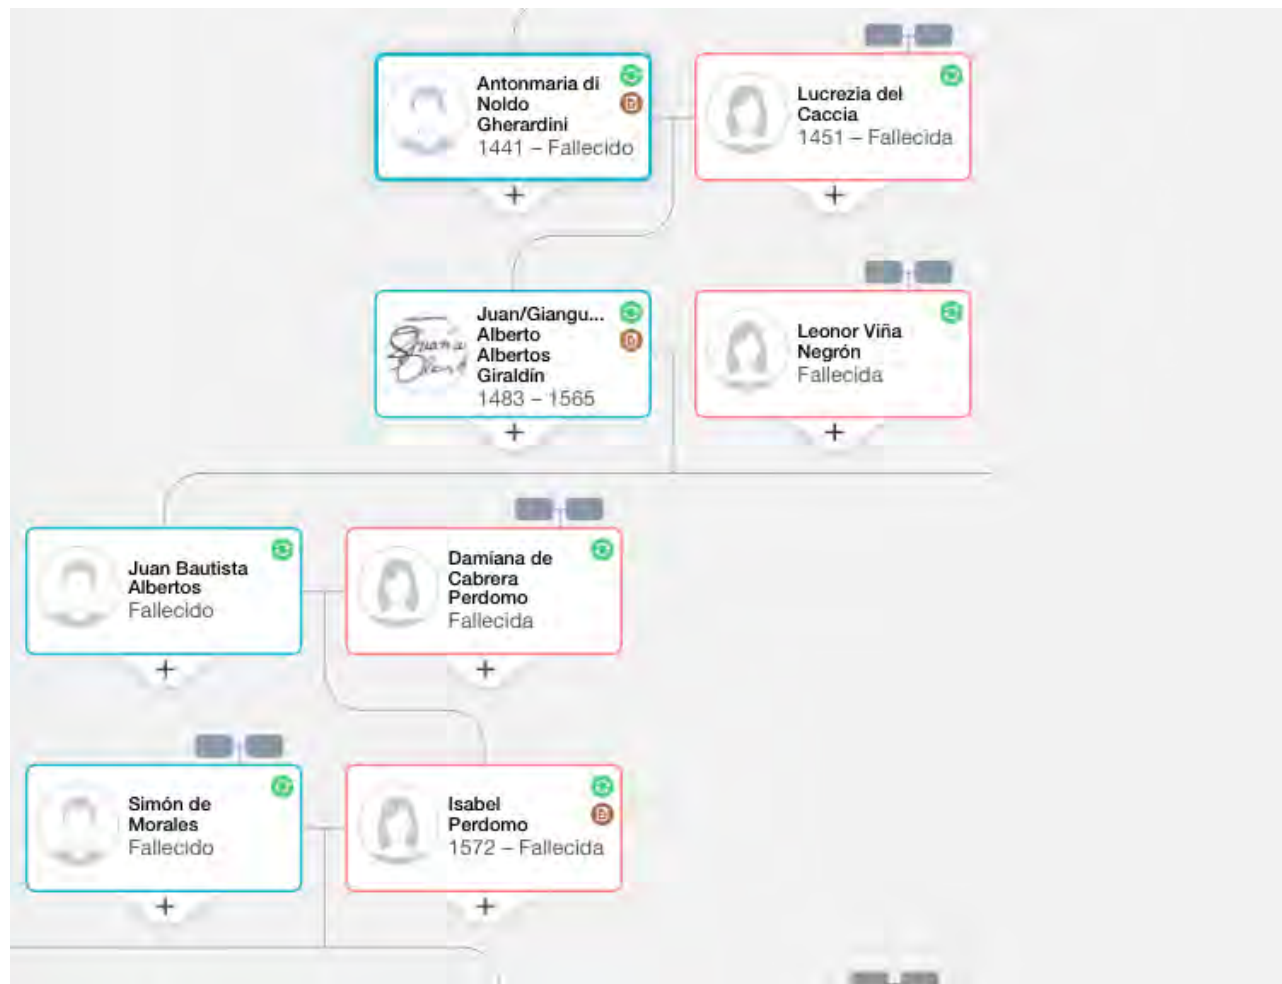 Antonmaria di
Noldo
Gherardini
1441 – Fallecido
Lucrezia del
Caccia
1451 – Fallecida
Juan/Giangu...
Alberto
Albertos
Giraldín
1483 – 1565
Leonor Viña
Negrón
Fallecida
Juan Bautista
Albertos
Fallecido
Damiana de
Cabrera
Perdomo
Fallecida
Simón de
Morales
Fallecido
Isabel
Perdomo
1572 – Fallecida